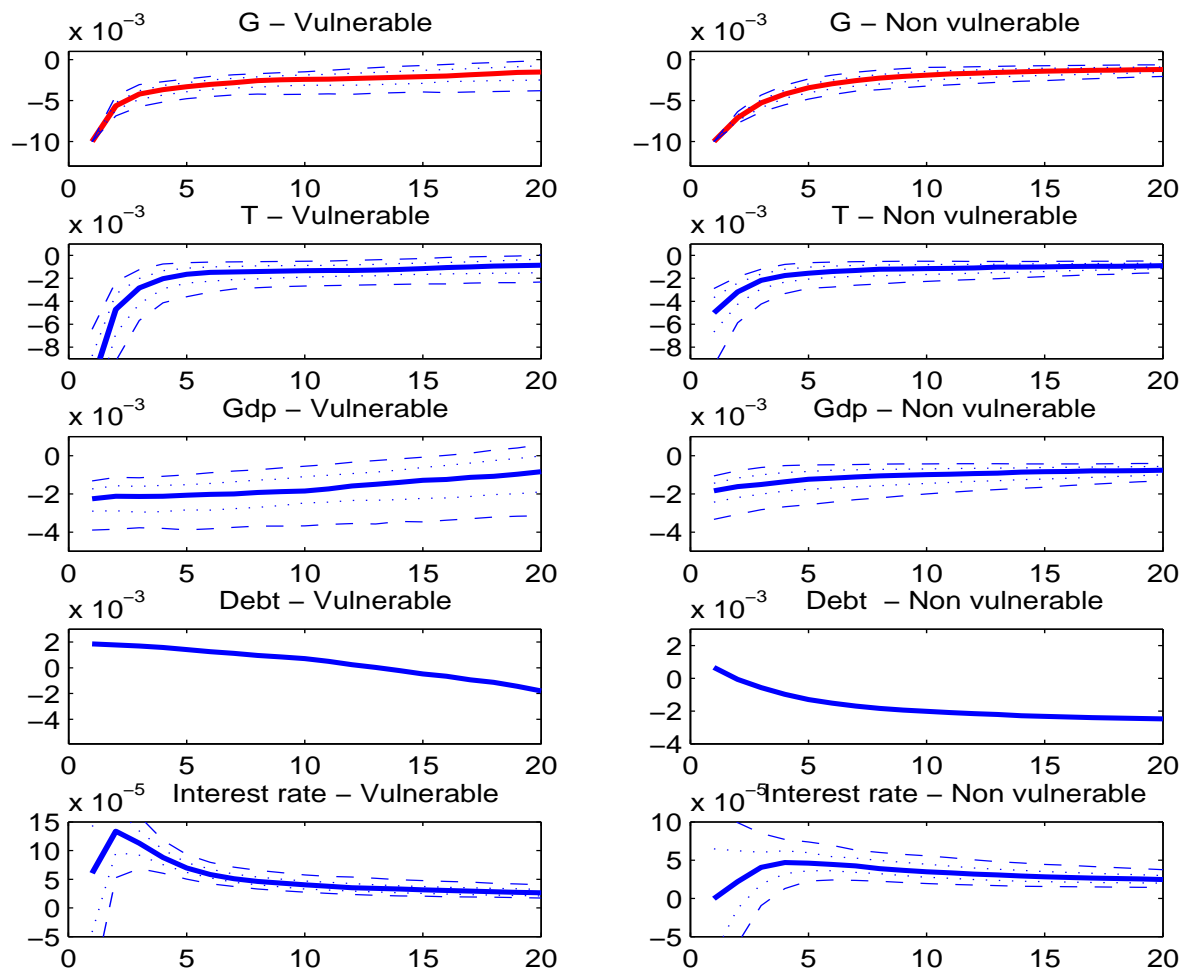 G – Vulnerable
x 10−3
0
−5
−10
0 5 10 15 20
G – Non vulnerable
x 10−3
0
−5
−10
0 5 10 15 20
T – Vulnerable
x 10−3
0
−2
−4
−6
−8
0 5 10 15 20
T – Non vulnerable
x 10−3
0
−2
−4
−6
−8
0 5 10 15 20
Gdp – Vulnerable
x 10−3
0
−2
−4
0 5 10 15 20
Gdp – Non vulnerable
x 10−3
0
−2
−4
0 5 10 15 20
Debt – Vulnerable
x 10−3
2
0
−2
−4
0 5 10 15 20
Debt – Non vulnerable
x 10−3
2
0
−2
−4
0 5 10 15 20
Interest rate – Vulnerable
x 10−5
15
10
5
0
−5
0 5 10 15 20
Interest rate – Non vulnerable
x 10−5
10
5
0
−5
0 5 10 15 20